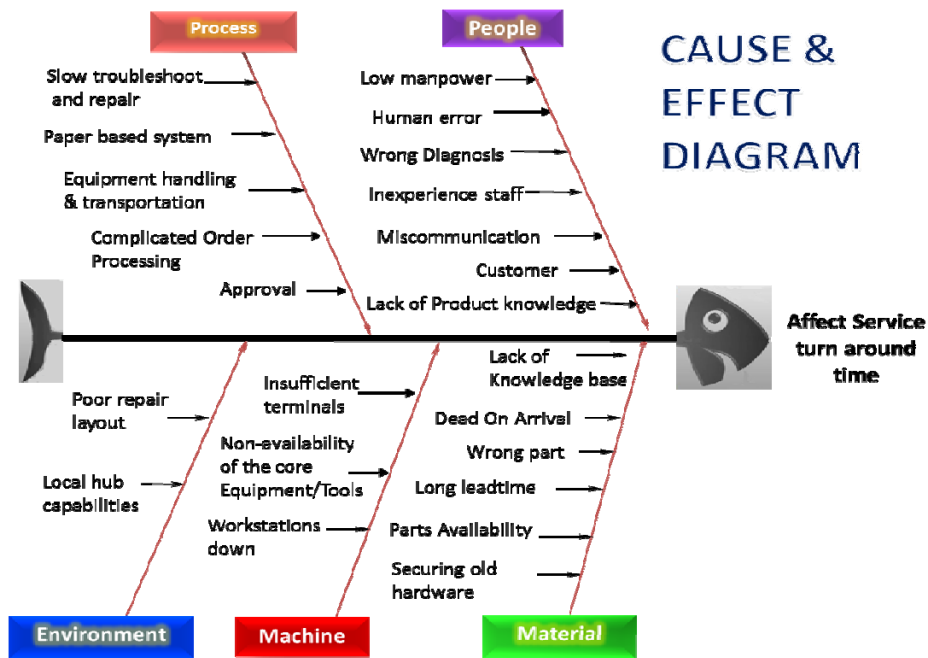 Process
People
CAUSE &
EFFECT
DIAGRAM
Slow troubleshoot
and repair
Paper based system
Equipment handling
& transportation
Complicated Order
Processing
Approval
Low manpower
Human error
Wrong Diagnosis
Inexperience staff
Miscommunication
Customer
Lack of Product knowledge
Affect Service
turn around
time
Poor repair
layout
Local hub
capabilities
Insufficient
terminals
Non-availability
of the core
Equipment/Tools
Workstations
down
Lack of
Knowledge base
Dead On Arrival
Wrong part
Long leadtime
Parts Availability
Securing old
hardware
Environment
Machine
Material